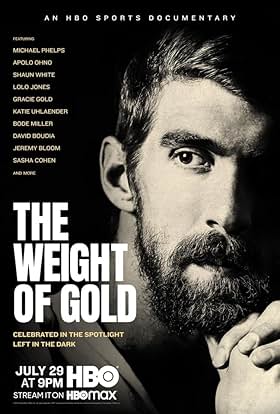 AN HBO SPORTS DOCUMENTARY
FEATURING
MICHAEL PHELPS
APOLO OHNO
SHAUN WHITE
LOLO JONES
GRACIE GOLD
KATIE UHLAENDER
BODE MILLER
DAVID BOUDIA
JEREMY BLOOM
SASHA COHEN
AND MORE
THE
WEIGHT
OF GOLD
CELEBRATED IN THE SPOTLIGHT
LEFT IN THE DARK
JULY 29
AT 9PM
HBO
STREAM IT ON HBOMAX